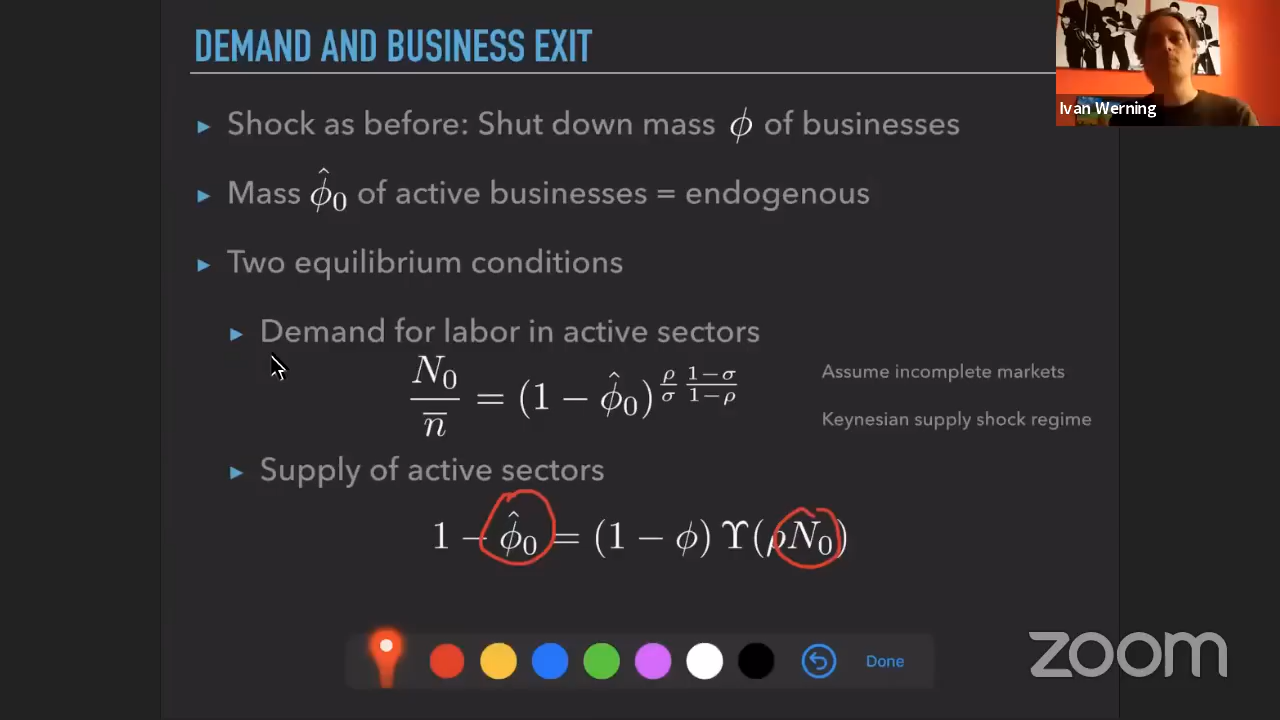 DEMAND AND BUSINESS EXIT
Ivan Werning
▸ Shock as before: Shut down mass ϕ of businesses
▸ Mass ϕ̂₀ of active businesses = endogenous
▸ Two equilibrium conditions
▸ Demand for labor in active sectors
N₀/n̅ = (1 − ϕ̂₀)^(ρ/σ · (1−σ)/(1−ρ))
Assume incomplete markets
Keynesian supply shock regime
▸ Supply of active sectors
1 − ϕ̂₀ = (1 − ϕ) ϒ(ρN₀)
Done
zoom